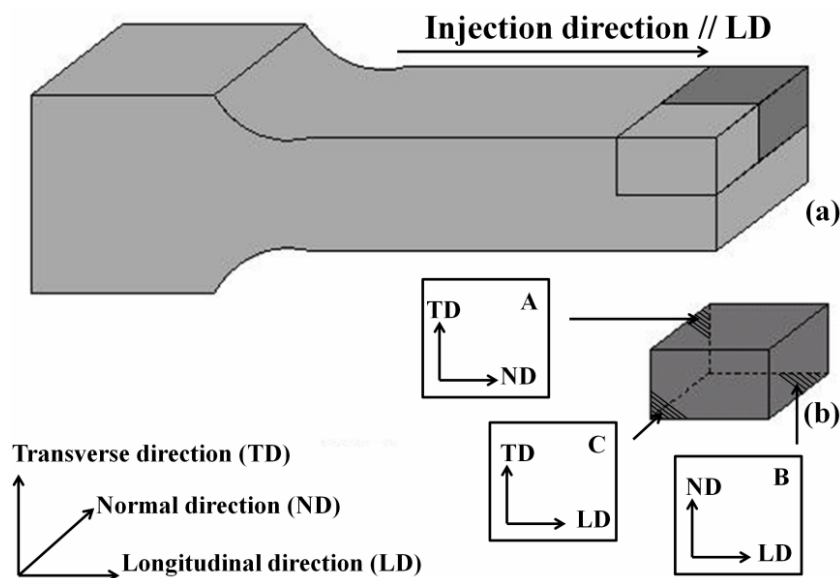 Injection direction // LD
(a)
TD
A
ND
(b)
TD
C
LD
ND
B
LD
Transverse direction (TD)
Normal direction (ND)
Longitudinal direction (LD)